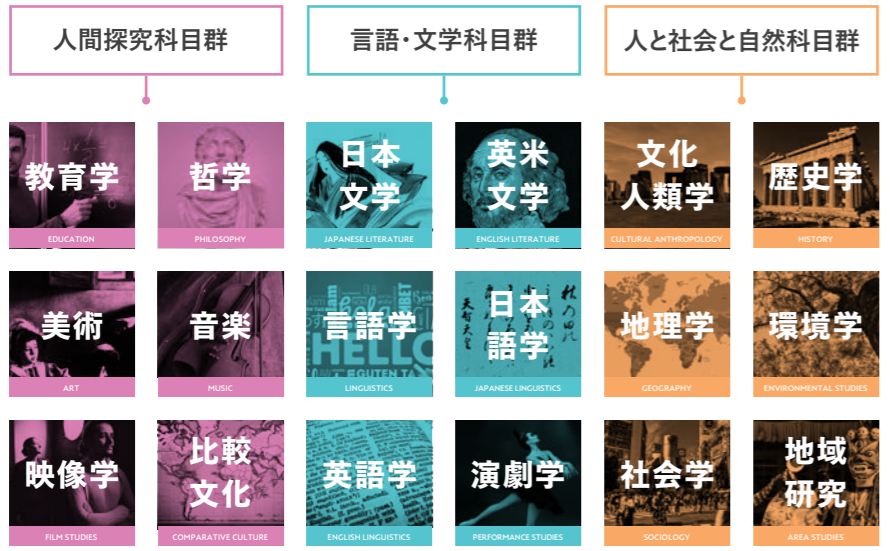 人間探究科目群
言語・文学科目群
人と社会と自然科目群
教育学
EDUCATION
哲学
PHILOSOPHY
日本
文学
JAPANESE LITERATURE
英米
文学
ENGLISH LITERATURE
文化
人類学
CULTURAL ANTHROPOLOGY
歴史学
HISTORY
美術
ART
音楽
MUSIC
言語学
HELLO
GUTEN TA
LINGUISTICS
日本
語学
JAPANESE LINGUISTICS
地理学
GEOGRAPHY
環境学
ENVIRONMENTAL STUDIES
映像学
FILM STUDIES
比較
文化
COMPARATIVE CULTURE
英語学
ENGLISH LINGUISTICS
演劇学
PERFORMANCE STUDIES
社会学
SOCIOLOGY
地域
研究
AREA STUDIES